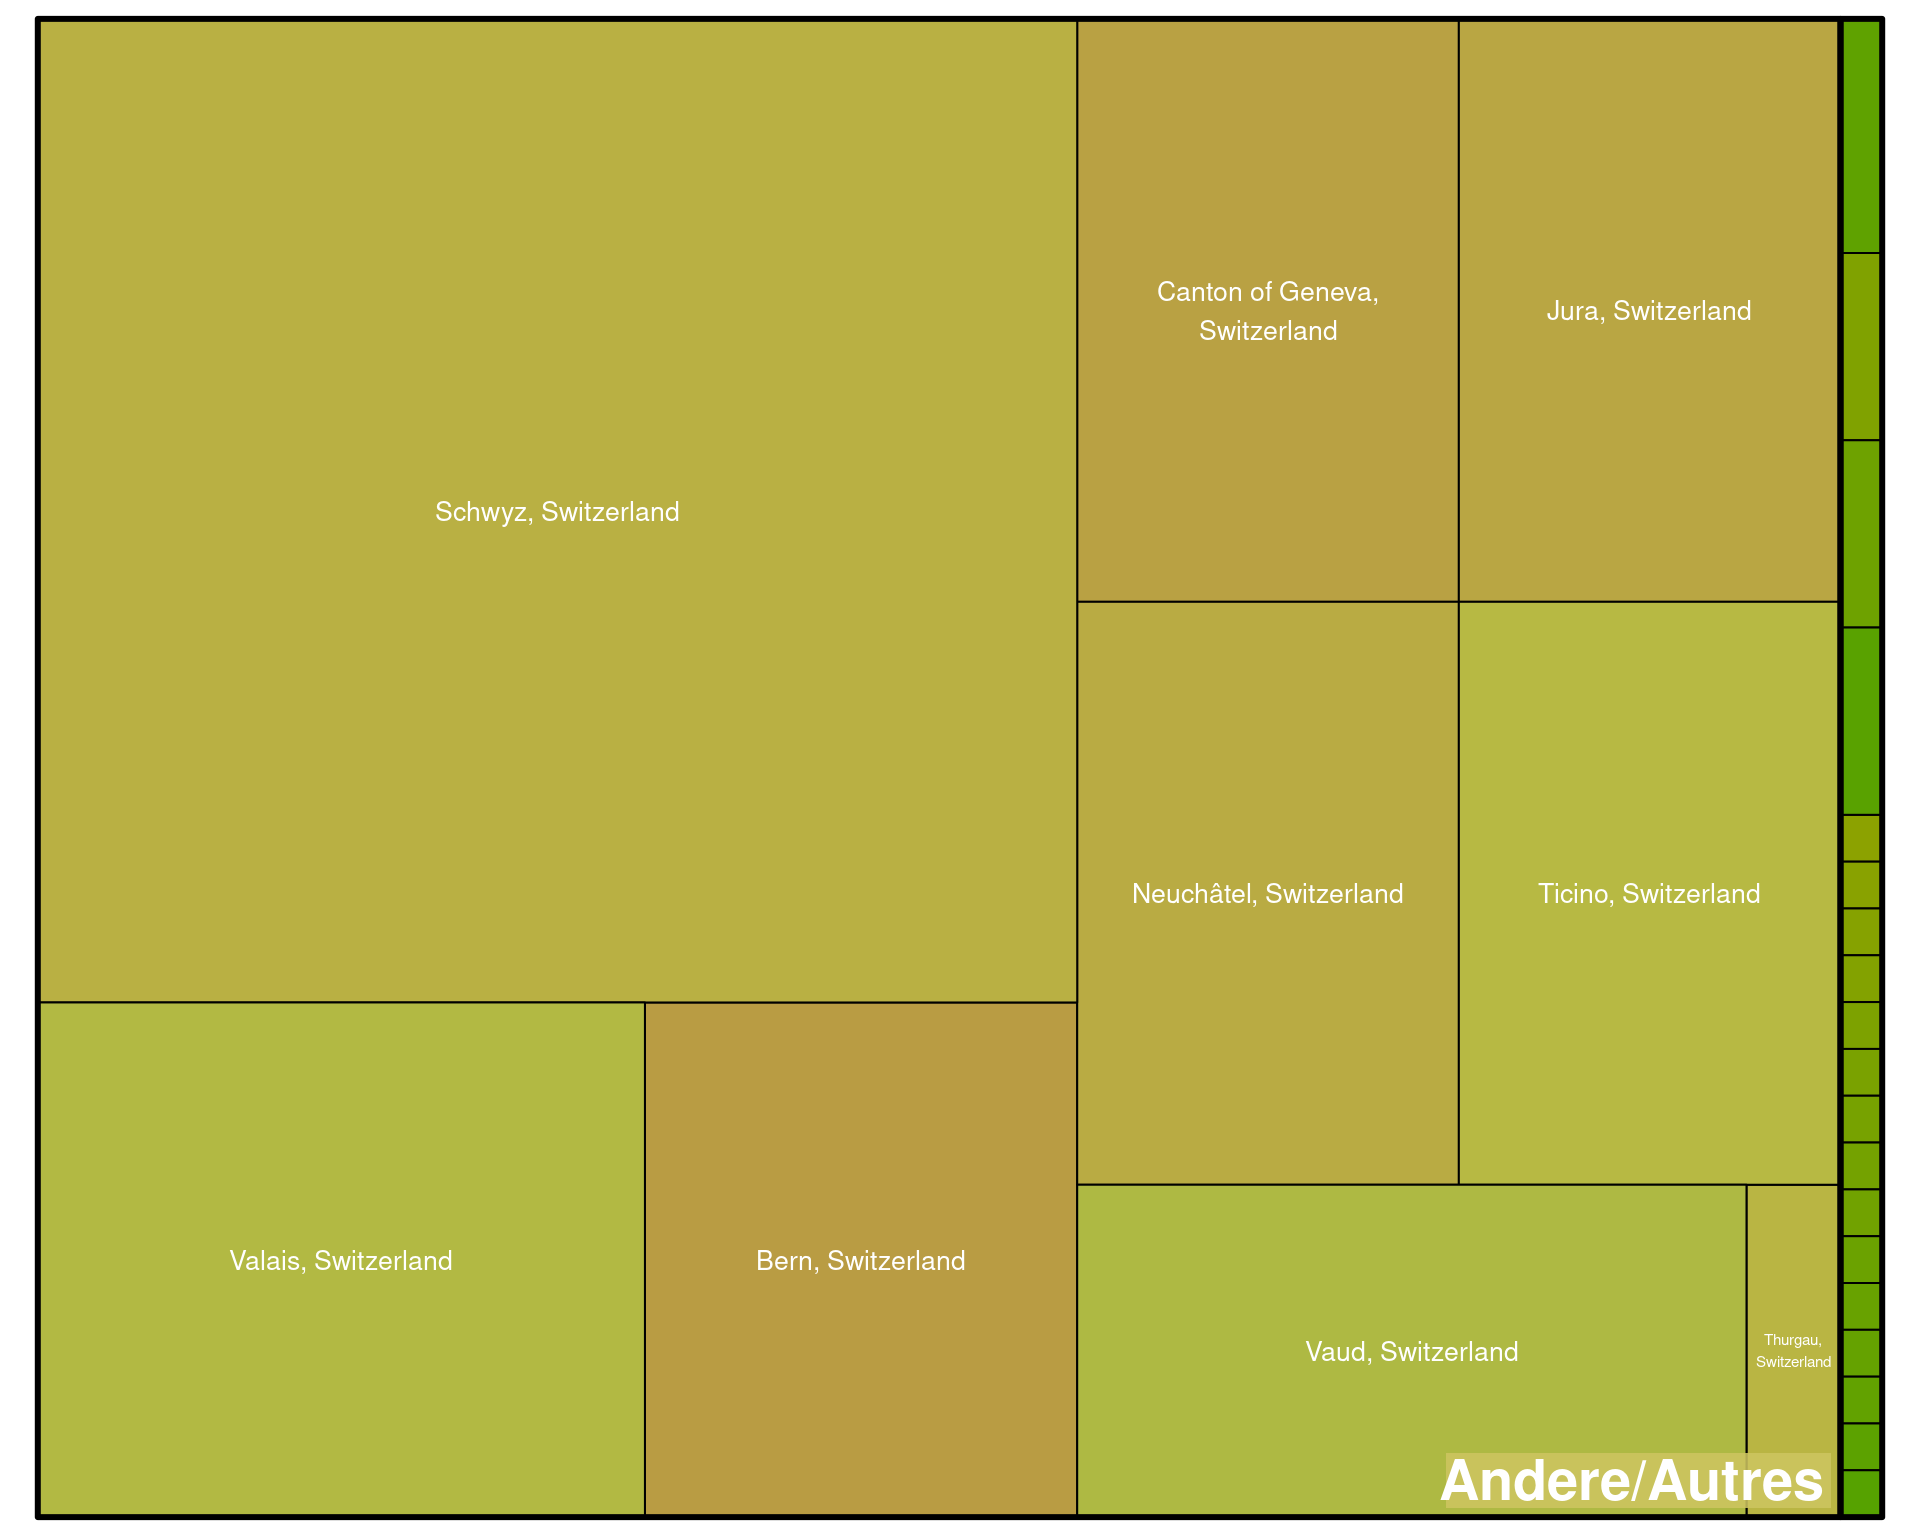 Schwyz, Switzerland
Canton of Geneva,
Switzerland
Jura, Switzerland
Neuchâtel, Switzerland
Ticino, Switzerland
Valais, Switzerland
Bern, Switzerland
Vaud, Switzerland
Thurgau,
Switzerland
Andere/Autres